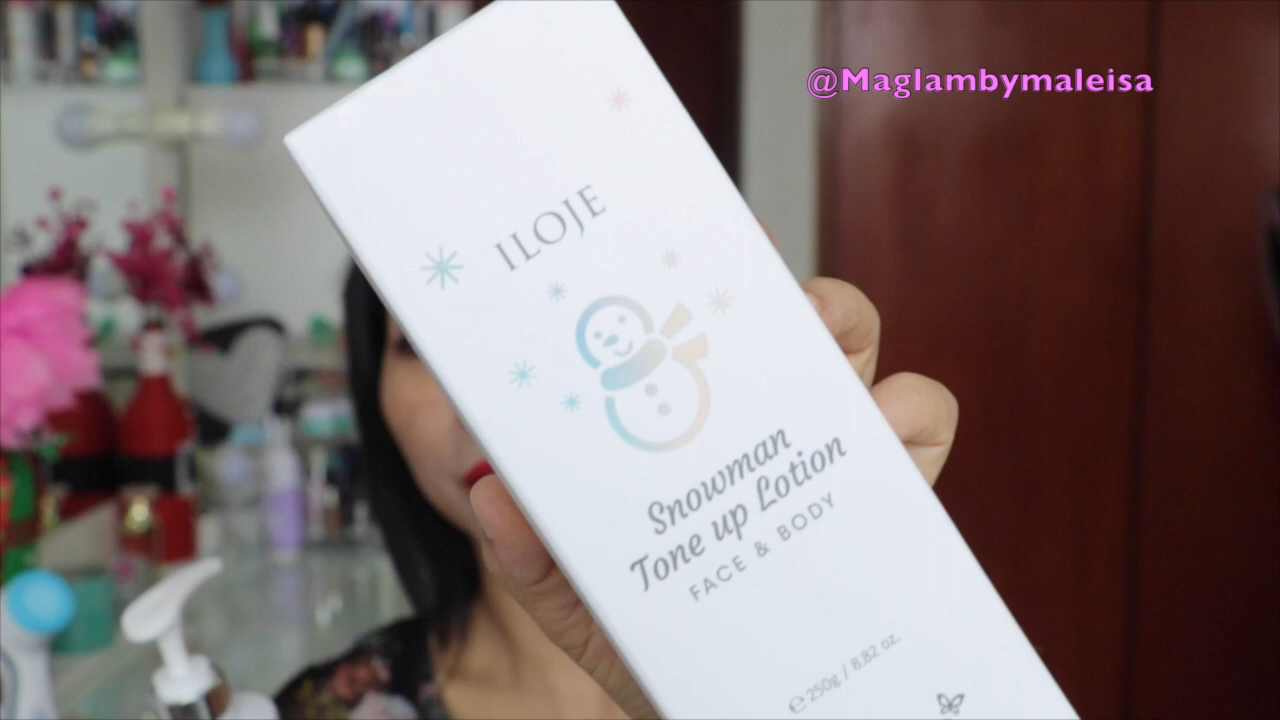 @Maglambymaleisa
ILOJE
Snowman
Tone up Lotion
FACE & BODY
℮ 250g / 8.82 oz.